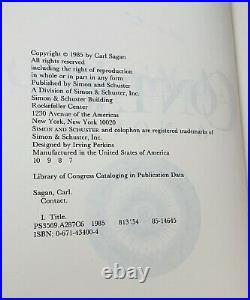 Copyright © 1985 by Carl Sagan
All rights reserved,
including the right of reproduction
in whole or in part in any form
Published by Simon and Schuster
A Division of Simon & Schuster, Inc.
Simon & Schuster Building
Rockefeller Center
1230 Avenue of the Americas
New York, New York 10020
SIMON AND SCHUSTER and colophon are registered trademarks of
Simon & Schuster, Inc.
Designed by Irving Perkins
Manufactured in the United States of America
10 9 8 7
Library of Congress Cataloging in Publication Data
Sagan, Carl.
Contact.
I. Title.
PS3569.A287C6 1985 813'.54 85-14645
ISBN: 0-671-43400-4